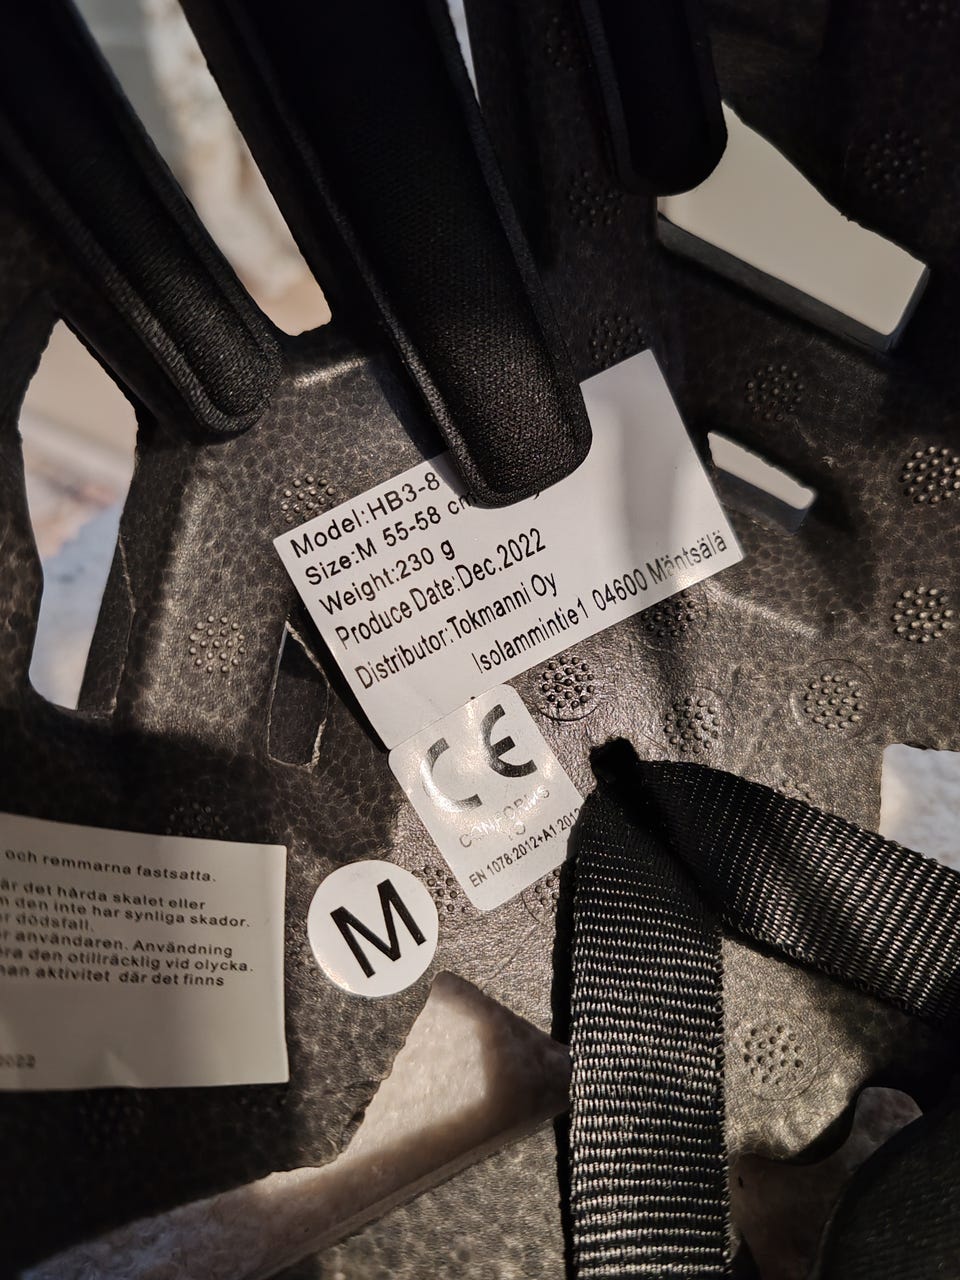 Model:HB3-8
Size:M 55-58 cm
Weight:230 g
Produce Date:Dec.2022
Distributor:Tokmanni Oy
Isolammintie1 04600 Mäntsälä
CE
CONFORMS
TO
EN 1078:2012+A1:2012
M
och remmarna fastsatta.
är det hårda skalet eller
den inte har synliga skador.
dödsfall.
användaren. Användning
den otillräcklig vid olycka.
aktivitet där det finns
2022